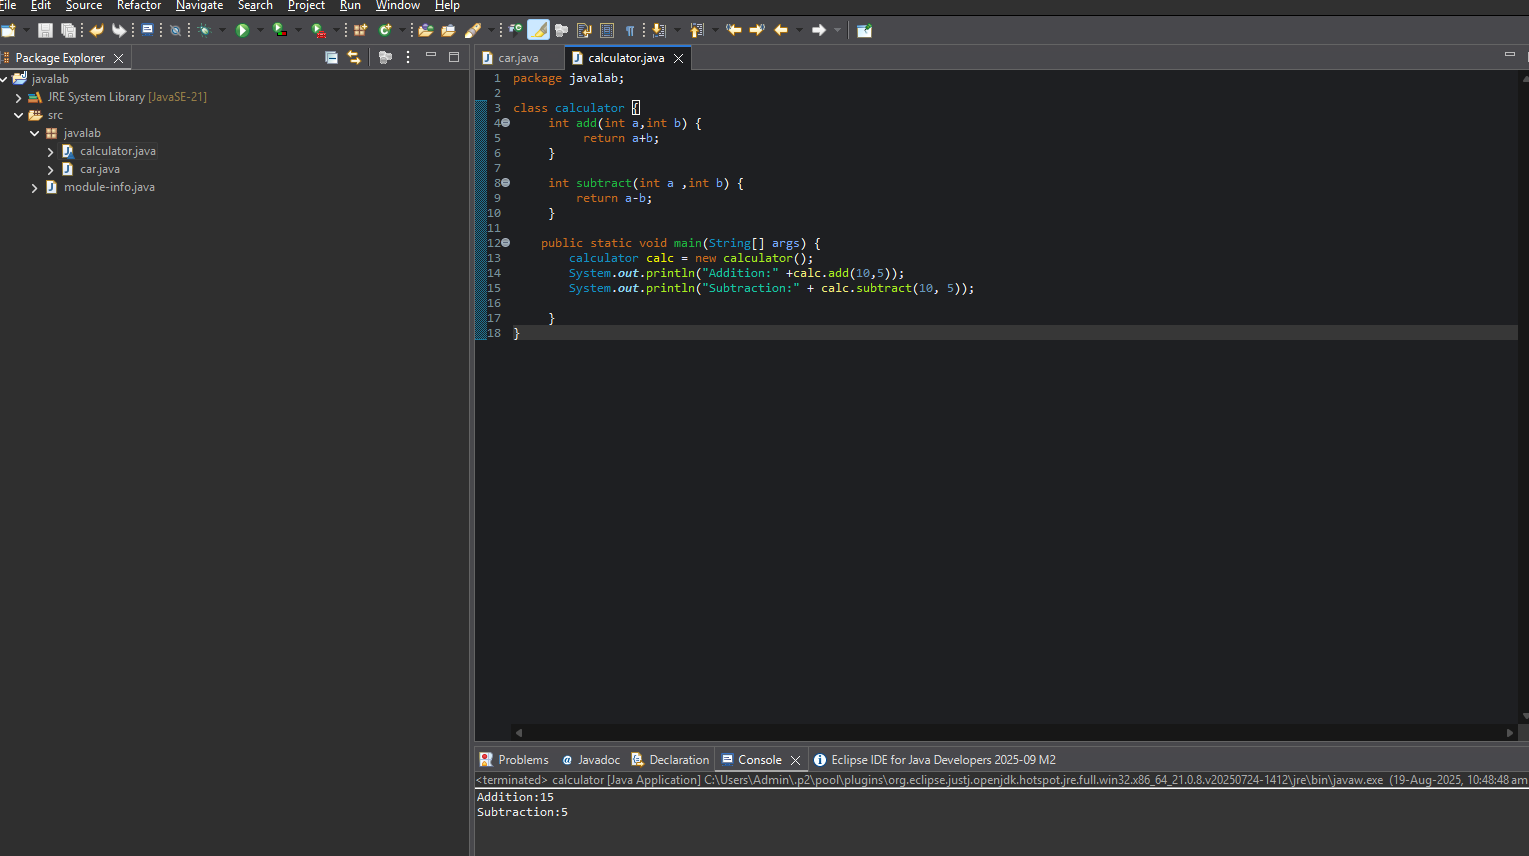 File Edit Source Refactor Navigate Search Project Run Window Help
Package Explorer
javalab
JRE System Library [JavaSE-21]
src
javalab
calculator.java
car.java
module-info.java
car.java calculator.java
1 package javalab;
2
3 class calculator {
4 int add(int a,int b) {
5 return a+b;
6 }
7
8 int subtract(int a ,int b) {
9 return a-b;
10 }
11
12 public static void main(String[] args) {
13 calculator calc = new calculator();
14 System.out.println("Addition:" +calc.add(10,5));
15 System.out.println("Subtraction:" + calc.subtract(10, 5));
16
17 }
18 }
Problems Javadoc Declaration Console Eclipse IDE for Java Developers 2025-09 M2
<terminated> calculator [Java Application] C:\Users\Admin\.p2\pool\plugins\org.eclipse.justj.openjdk.hotspot.jre.full.win32.x86_64_21.0.8.v20250724-1412\jre\bin\javaw.exe (19-Aug-2025, 10:48:48 am
Addition:15
Subtraction:5